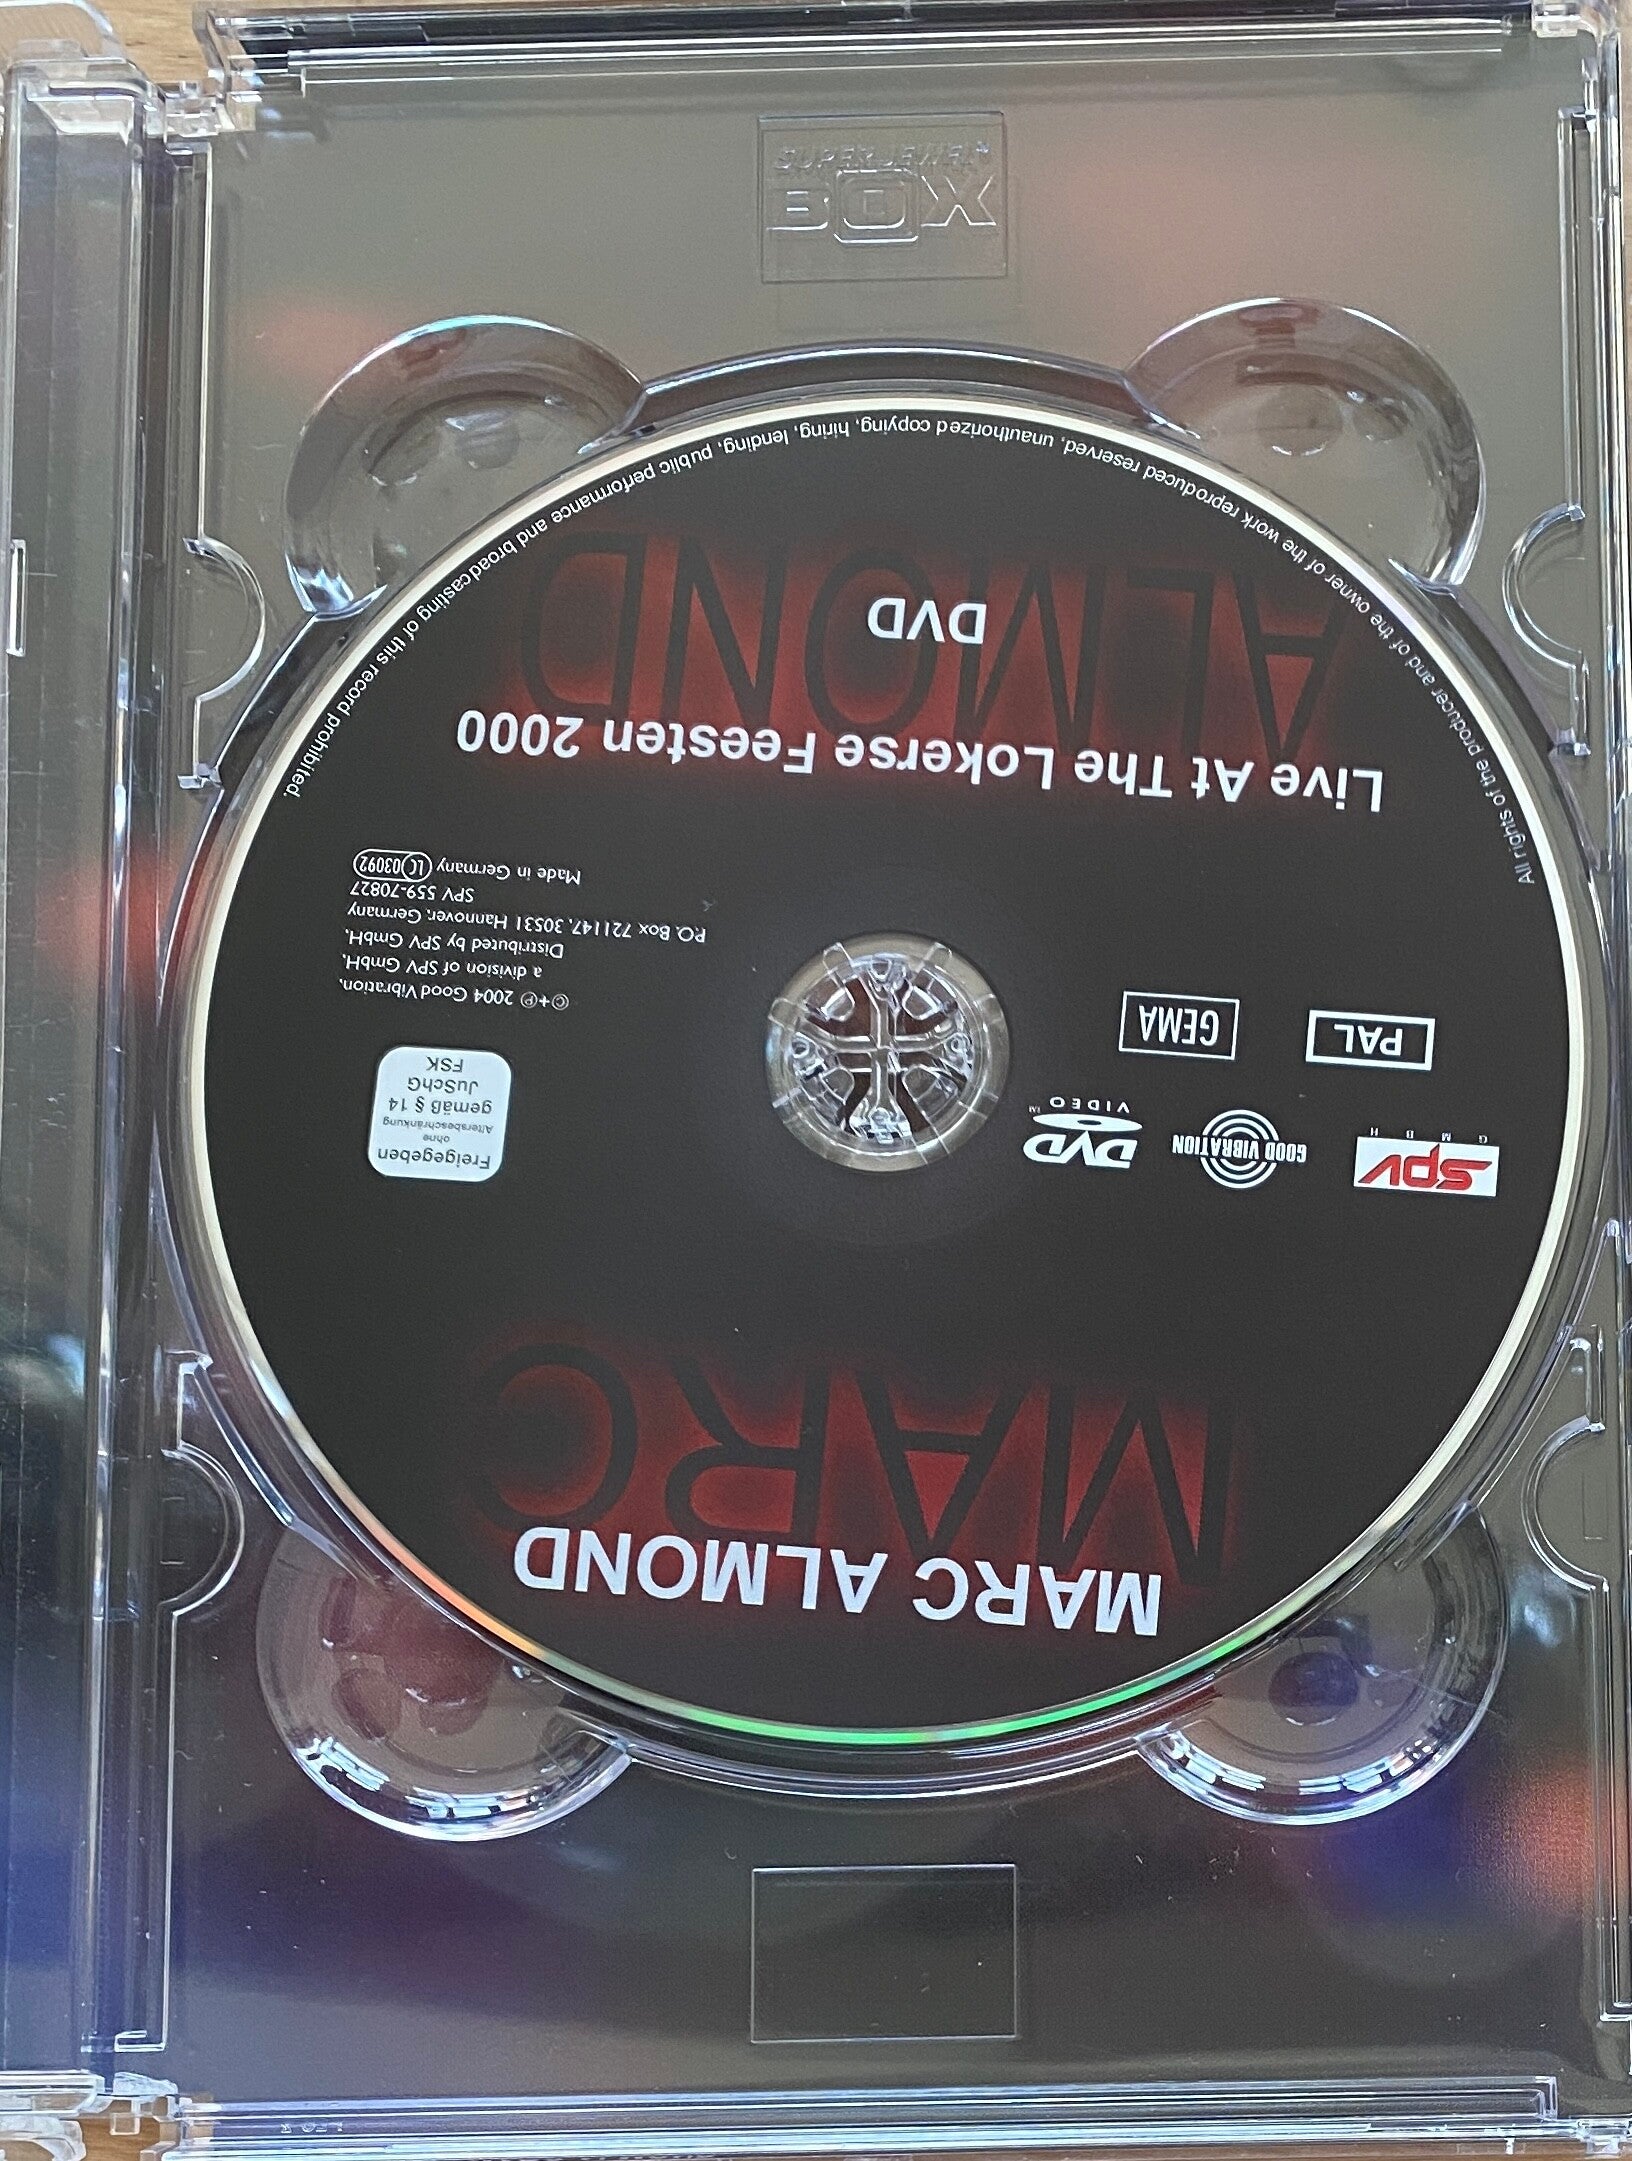 SUPER JEWEL
BOX
MARC ALMOND
MARC
SPV
GMBH
GOOD VIBRATION
DVD
VIDEO
TM
PAL
GEMA
Freigegeben
ohne
Altersbeschränkung
gemäß § 14
JuSchG
FSK
©+℗ 2004 Good Vibration,
a division of SPV GmbH,
Distributed by SPV GmbH,
P.O. Box 721147, 30531 Hannover, Germany
SPV 559-70827
Made in Germany LC 03092
Live At The Lokerse Feesten 2000
DVD
ALMOND
All rights of the producer and of the owner of the work reproduced reserved, unauthorized copying, hiring, lending, public performance and broadcasting of this record prohibited.